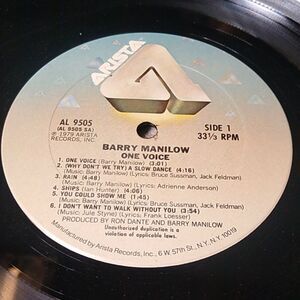 ARISTA
AL 9505
(AL 9505 SA)
℗ 1979 ARISTA
RECORDS, INC.
SIDE 1
33 1/3 RPM
BARRY MANILOW
ONE VOICE
1. ONE VOICE (Barry Manilow) (3:01)
2. (WHY DON'T WE TRY) A SLOW DANCE (4:16)
(Music: Barry Manilow) (Lyrics: Bruce Sussman, Jack Feldman)
3. RAIN (4:48)
(Music: Barry Manilow) (Lyrics: Adrienne Anderson)
4. SHIPS (Ian Hunter) (4:00)
5. YOU COULD SHOW ME (1:45)
(Music: Barry Manilow) (Lyrics: Bruce Sussman, Jack Feldman)
6. I DON'T WANT TO WALK WITHOUT YOU (3:54)
(Music: Jule Styne) (Lyrics: Frank Loesser)
PRODUCED BY RON DANTE and BARRY MANILOW
Unauthorized duplication is a
violation of applicable laws.
Manufactured by Arista Records, Inc., 6 W. 57th St., N.Y., N.Y. 10019